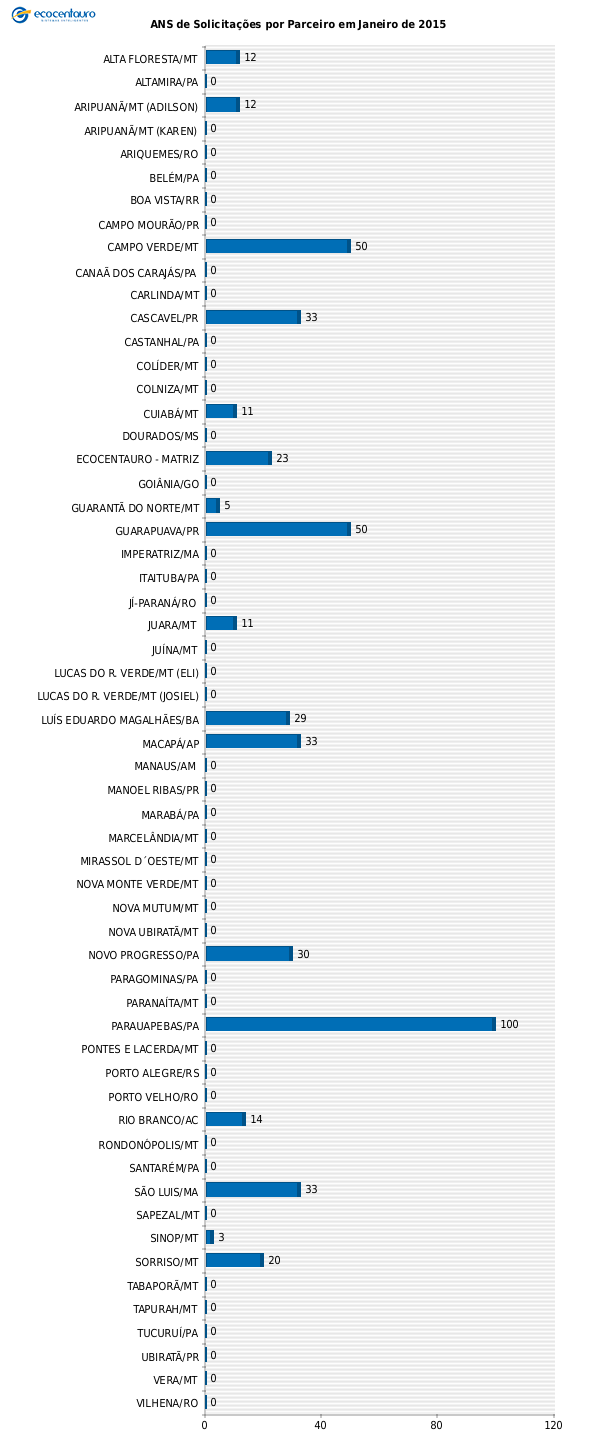 ecocentauro
ANS de Solicitações por Parceiro em Janeiro de 2015
ALTA FLORESTA/MT 12
ALTAMIRA/PA 0
ARIPUANÃ/MT (ADILSON) 12
ARIPUANÃ/MT (KAREN) 0
ARIQUEMES/RO 0
BELÉM/PA 0
BOA VISTA/RR 0
CAMPO MOURÃO/PR 0
CAMPO VERDE/MT 50
CANAÃ DOS CARAJÁS/PA 0
CARLINDA/MT 0
CASCAVEL/PR 33
CASTANHAL/PA 0
COLÍDER/MT 0
COLNIZA/MT 0
CUIABÁ/MT 11
DOURADOS/MS 0
ECOCENTAURO - MATRIZ 23
GOIÂNIA/GO 0
GUARANTÃ DO NORTE/MT 5
GUARAPUAVA/PR 50
IMPERATRIZ/MA 0
ITAITUBA/PA 0
JÍ-PARANÁ/RO 0
JUARA/MT 11
JUÍNA/MT 0
LUCAS DO R. VERDE/MT (ELI) 0
LUCAS DO R. VERDE/MT (JOSIEL) 0
LUÍS EDUARDO MAGALHÃES/BA 29
MACAPÁ/AP 33
MANAUS/AM 0
MANOEL RIBAS/PR 0
MARABÁ/PA 0
MARCELÂNDIA/MT 0
MIRASSOL D´OESTE/MT 0
NOVA MONTE VERDE/MT 0
NOVA MUTUM/MT 0
NOVA UBIRATÃ/MT 0
NOVO PROGRESSO/PA 30
PARAGOMINAS/PA 0
PARANAÍTA/MT 0
PARAUAPEBAS/PA 100
PONTES E LACERDA/MT 0
PORTO ALEGRE/RS 0
PORTO VELHO/RO 0
RIO BRANCO/AC 14
RONDONÓPOLIS/MT 0
SANTARÉM/PA 0
SÃO LUIS/MA 33
SAPEZAL/MT 0
SINOP/MT 3
SORRISO/MT 20
TABAPORÃ/MT 0
TAPURAH/MT 0
TUCURUÍ/PA 0
UBIRATÃ/PR 0
VERA/MT 0
VILHENA/RO 0
0 40 80 120